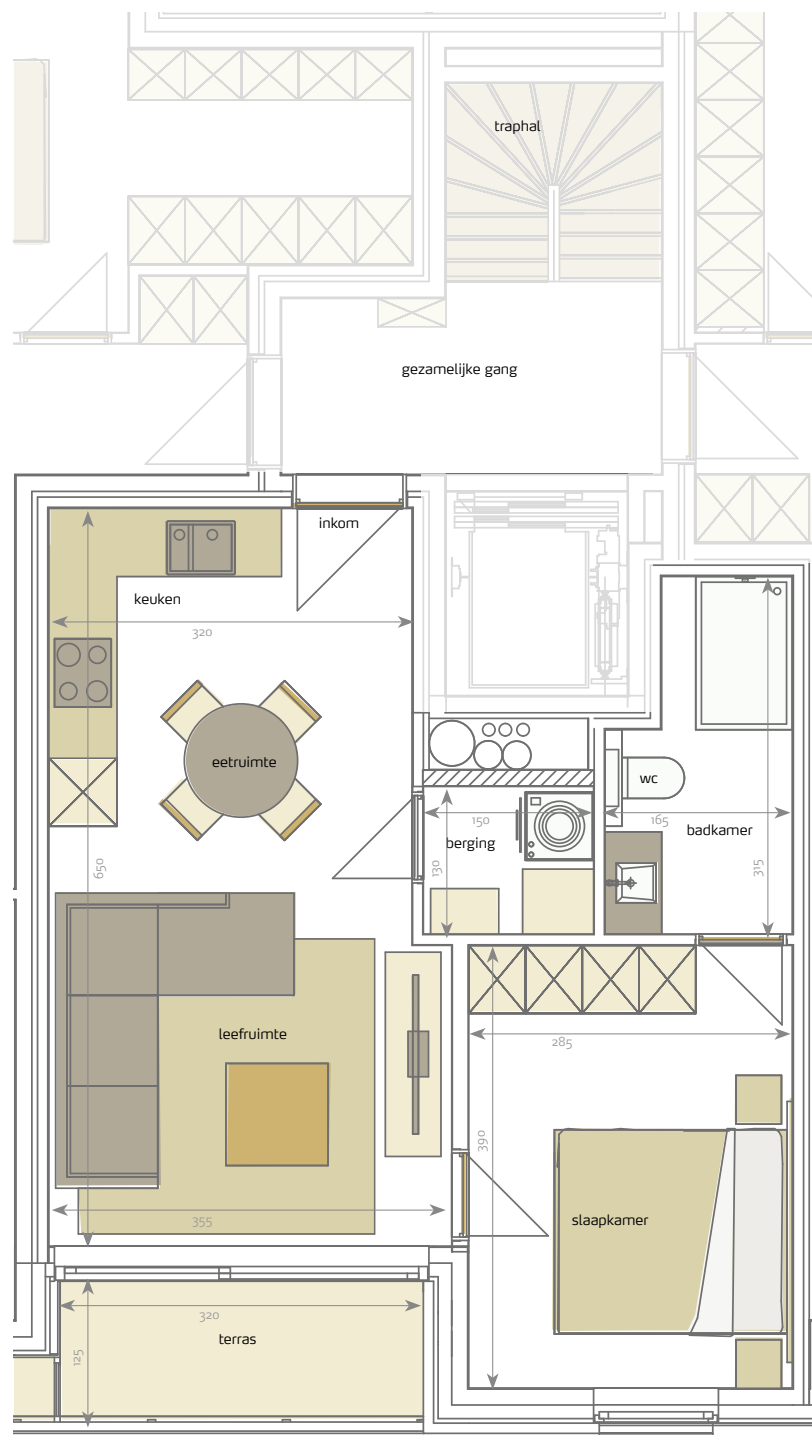 traphal
gezamelijke gang
inkom
keuken
320
eetruimte
wc
150
165
badkamer
berging
130
315
650
leefruimte
285
390
355
slaapkamer
320
terras
125